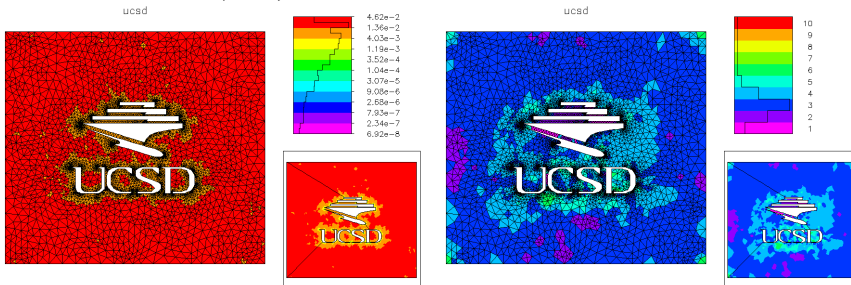 ucsd
4.62e-2
1.36e-2
4.03e-3
1.19e-3
3.52e-4
1.04e-4
3.07e-5
9.08e-6
2.68e-6
7.93e-7
2.34e-7
6.92e-8
UCSD
UCSD
ucsd
10
9
8
7
6
5
4
3
2
1
UCSD
UCSD